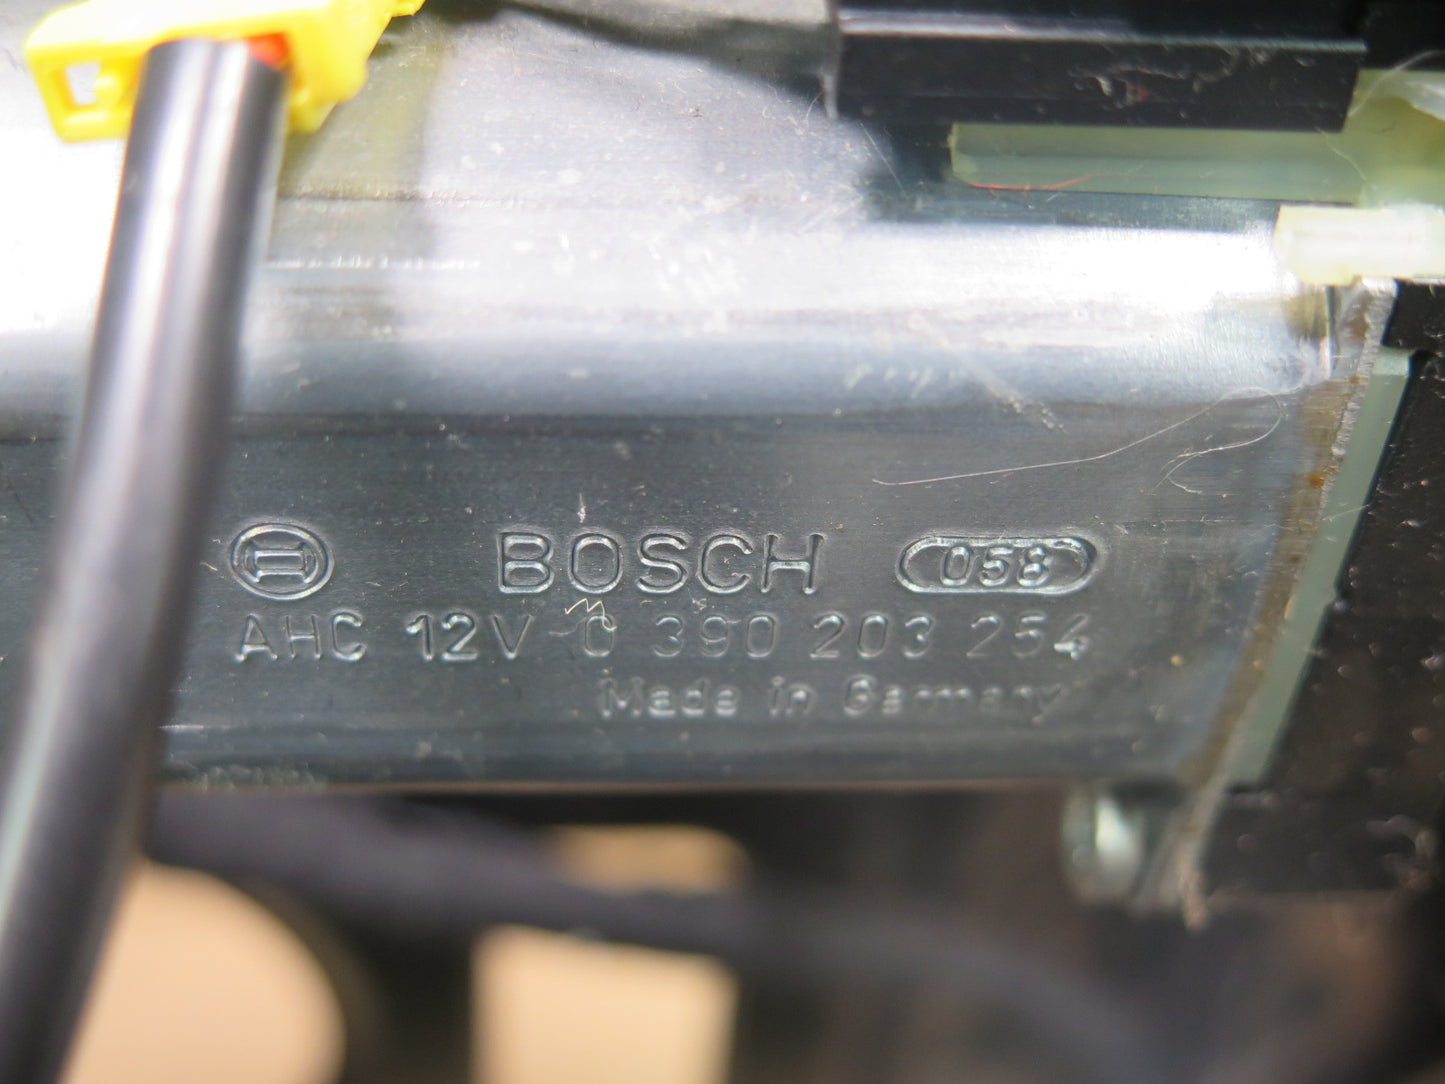 BOSCH 058
AHC 12V 0 390 203 254
Made in Germany